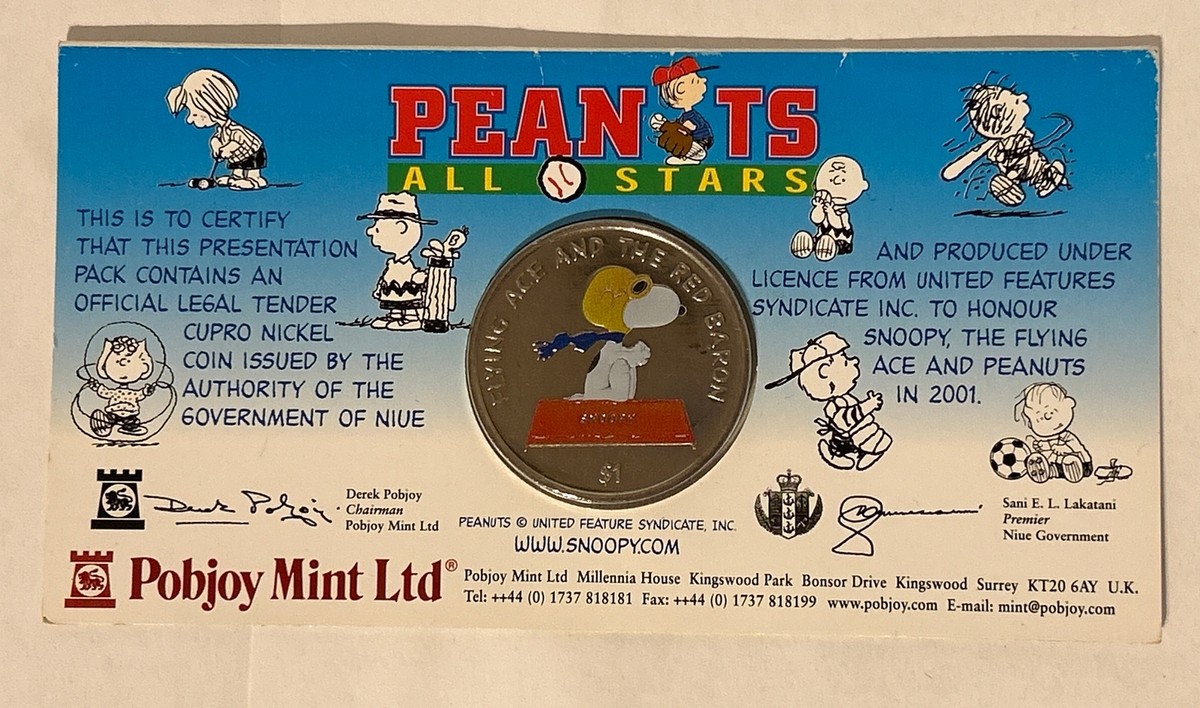 PEANUTS
ALL STARS
THIS IS TO CERTIFY
THAT THIS PRESENTATION
PACK CONTAINS AN
OFFICIAL LEGAL TENDER
CUPRO NICKEL
COIN ISSUED BY THE
AUTHORITY OF THE
GOVERNMENT OF NIUE
FLYING ACE AND THE RED BARON
SNOOPY
$1
AND PRODUCED UNDER
LICENCE FROM UNITED FEATURES
SYNDICATE INC. TO HONOUR
SNOOPY, THE FLYING
ACE AND PEANUTS
IN 2001.
Derek Pobjoy
Derek Pobjoy
Chairman
Pobjoy Mint Ltd
PEANUTS © UNITED FEATURE SYNDICATE, INC.
WWW.SNOOPY.COM
Sani E. L. Lakatani
Premier
Niue Government
Pobjoy Mint Ltd®
Pobjoy Mint Ltd Millennia House Kingswood Park Bonsor Drive Kingswood Surrey KT20 6AY U.K.
Tel: ++44 (0) 1737 818181 Fax: ++44 (0) 1737 818199 www.pobjoy.com E-mail: mint@pobjoy.com